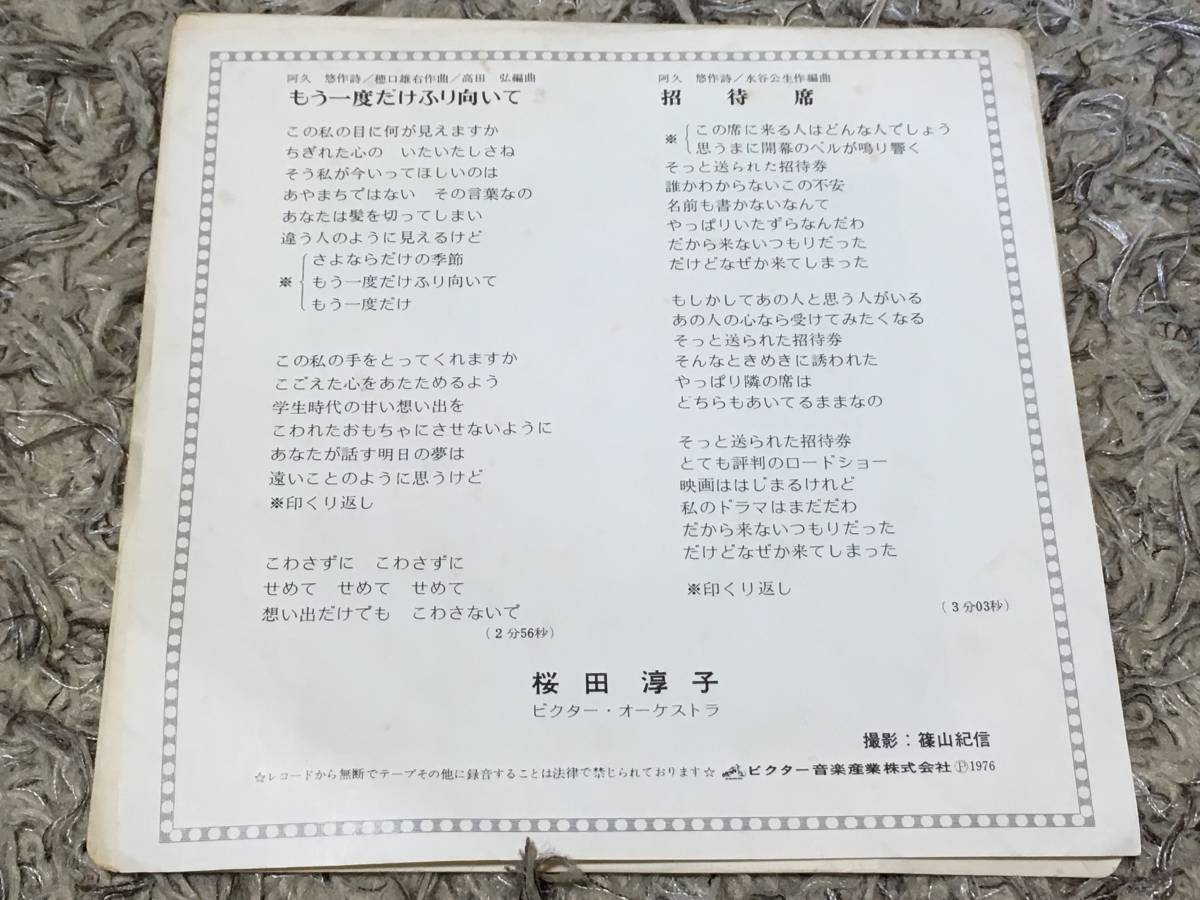 阿久 悠作詩／穂口雄右作曲／高田 弘編曲
もう一度だけふり向いて
この私の目に何が見えますか
ちぎれた心の いたいたしさね
そう私が今いってほしいのは
あやまちではない その言葉なの
あなたは髪を切ってしまい
違う人のように見えるけど
※
さよならだけの季節
もう一度だけふり向いて
もう一度だけ
この私の手をとってくれますか
こごえた心をあたためるよう
学生時代の甘い想い出を
こわれたおもちゃにさせないように
あなたが話す明日の夢は
遠いことのように思うけど
※印くり返し
こわさずに こわさずに
せめて せめて せめて
想い出だけでも こわさないで
(2分56秒)
阿久 悠作詩／水谷公生作編曲
招待席
※
この席に来る人はどんな人でしょう
思うまに開幕のベルが鳴り響く
そっと送られた招待券
誰かわからないこの不安
名前も書かないなんて
やっぱりいたずらなんだわ
だから来ないつもりだった
だけどなぜか来てしまった
もしかしてあの人と思う人がいる
あの人の心なら受けてみたくなる
そっと送られた招待券
そんなときめきに誘われた
やっぱり隣の席は
どちらもあいてるままなの
そっと送られた招待券
とても評判のロードショー
映画ははじまるけれど
私のドラマはまだだわ
だから来ないつもりだった
だけどなぜか来てしまった
※印くり返し
(3分03秒)
桜田淳子
ビクター・オーケストラ
撮影：篠山紀信
☆レコードから無断でテープその他に録音することは法律で禁じられております☆
ビクター音楽産業株式会社 Ⓟ1976